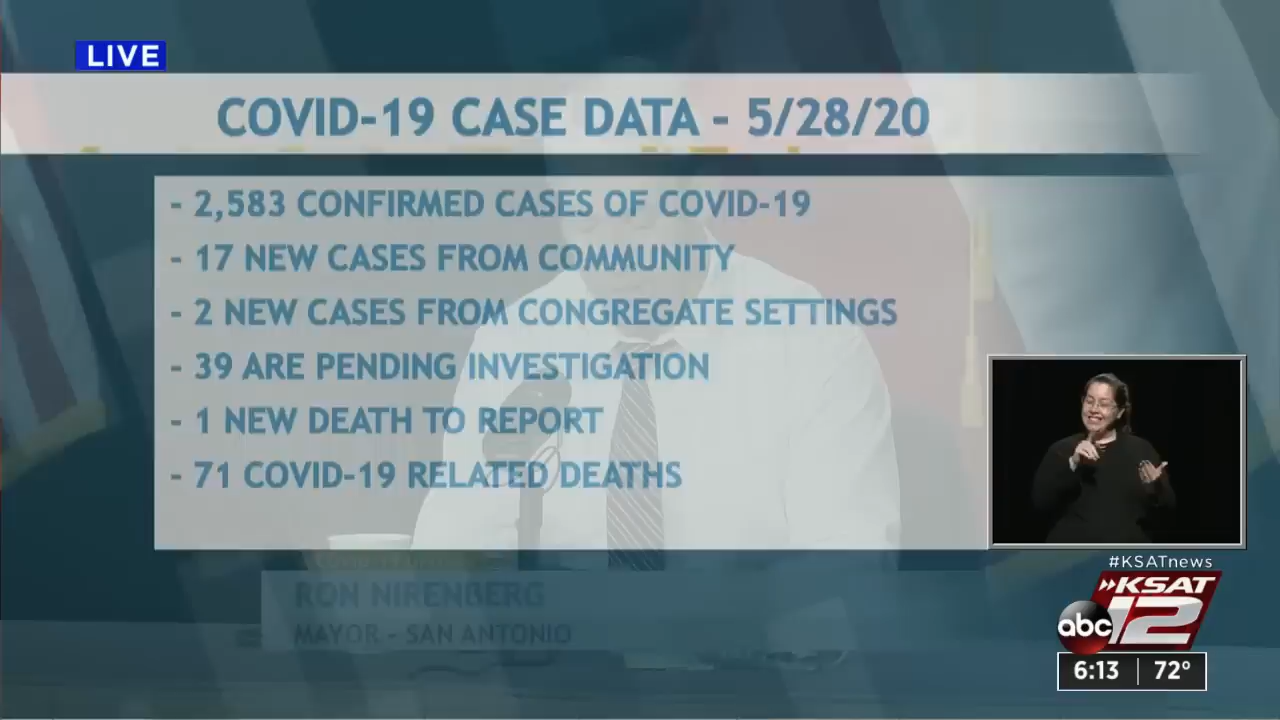 LIVE
COVID-19 CASE DATA - 5/28/20
- 2,583 CONFIRMED CASES OF COVID-19
- 17 NEW CASES FROM COMMUNITY
- 2 NEW CASES FROM CONGREGATE SETTINGS
- 39 ARE PENDING INVESTIGATION
- 1 NEW DEATH TO REPORT
- 71 COVID-19 RELATED DEATHS
RON NIRENBERG
MAYOR - SAN ANTONIO
#KSATnews
KSAT
abc 12
6:13 72°